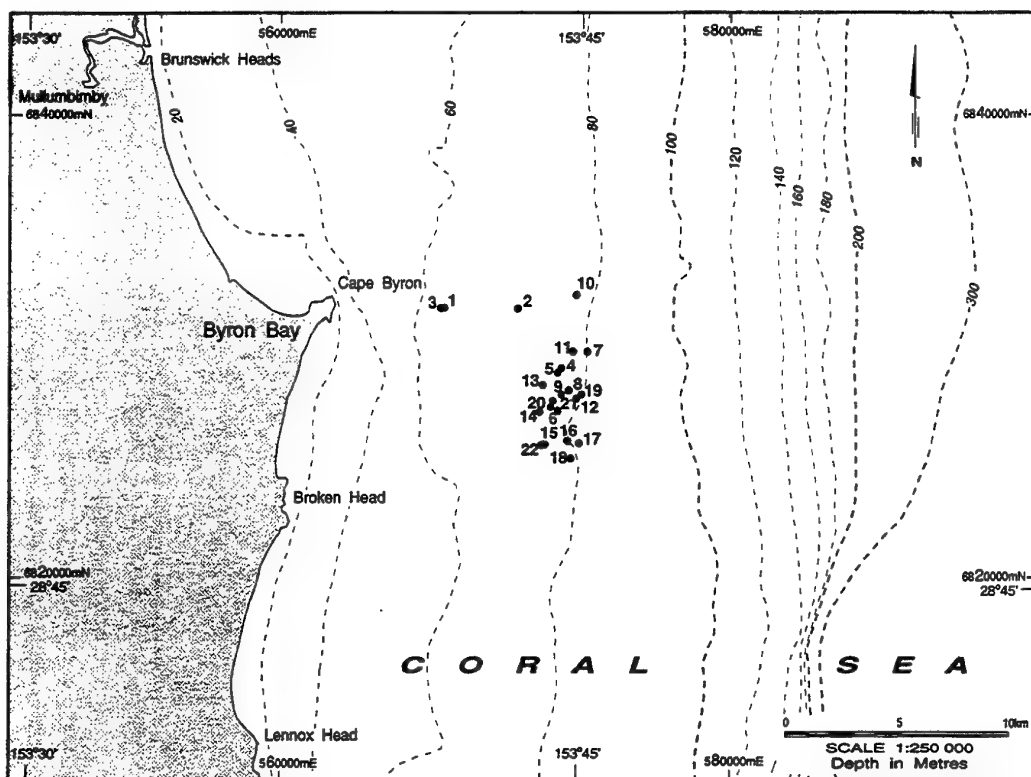 153°30'
560000mE
153°45'
580000mE
Brunswick Heads
Mullumbimby
6840000mN
6840000mN
20
40
60
80
100
120
140
160
180
200
300
N
Cape Byron
Byron Bay
10
3
1
2
11
7
5
4
13
9
8
19
20
21
12
14
6
15
16
17
22
18
Broken Head
6820000mN
28°45'
6820000mN
28°45'
CORAL SEA
Lennox Head
0 5 10km
SCALE 1:250 000
Depth in Metres
153°30'
560000mE
153°45'
580000mE